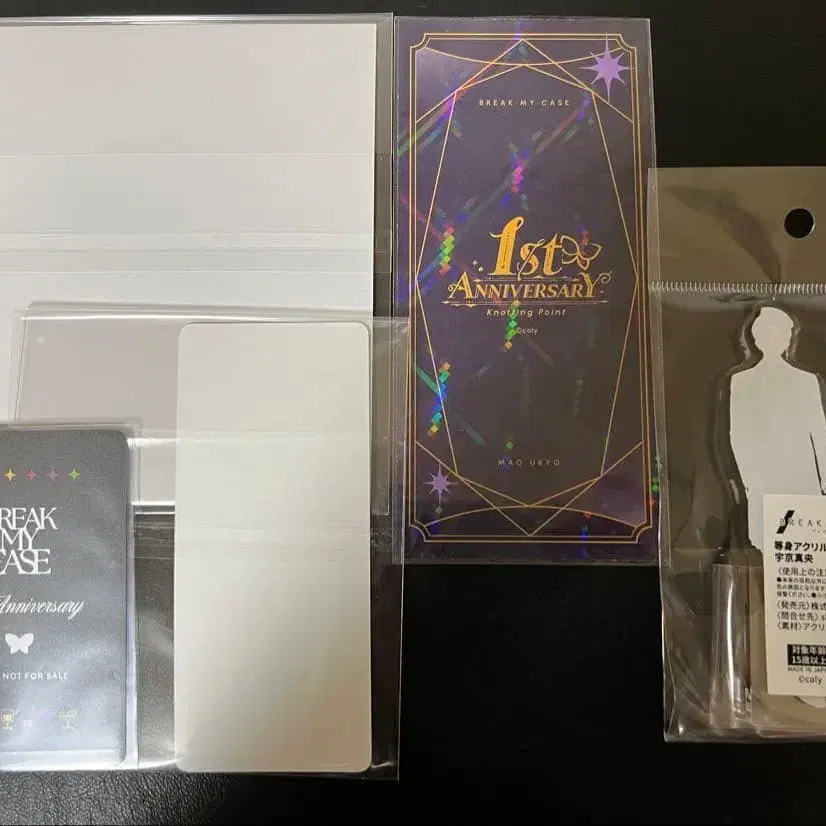 BREAK MY CASE
1st
ANNIVERSARY
Knotting Point
©coly
MAO UKYO
BREAK
MY
CASE
Anniversary
NOT FOR SALE
BREAK
等身アクリル
宇京真央
〈使用上の注
〈発売元〉株式
〈問合せ先〉
〈素材〉アクリ
対象年齢
15歳以上
MADE IN JAPA
©coly